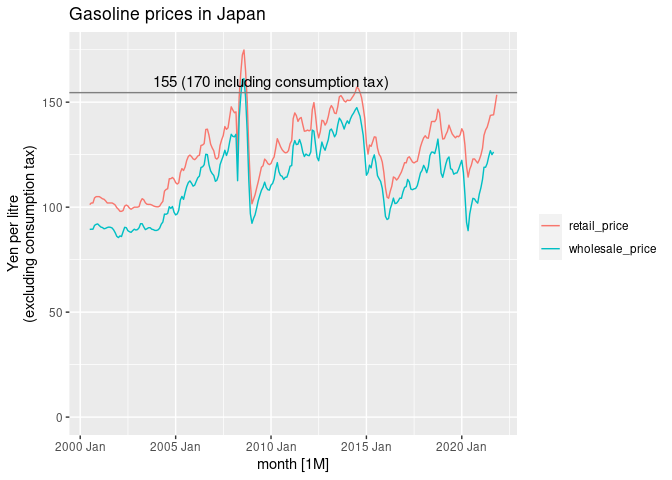 Gasoline prices in Japan
Yen per litre
(excluding consumption tax)
155 (170 including consumption tax)
150
100
50
0
2000 Jan
2005 Jan
2010 Jan
2015 Jan
2020 Jan
month [1M]
retail_price
wholesale_price